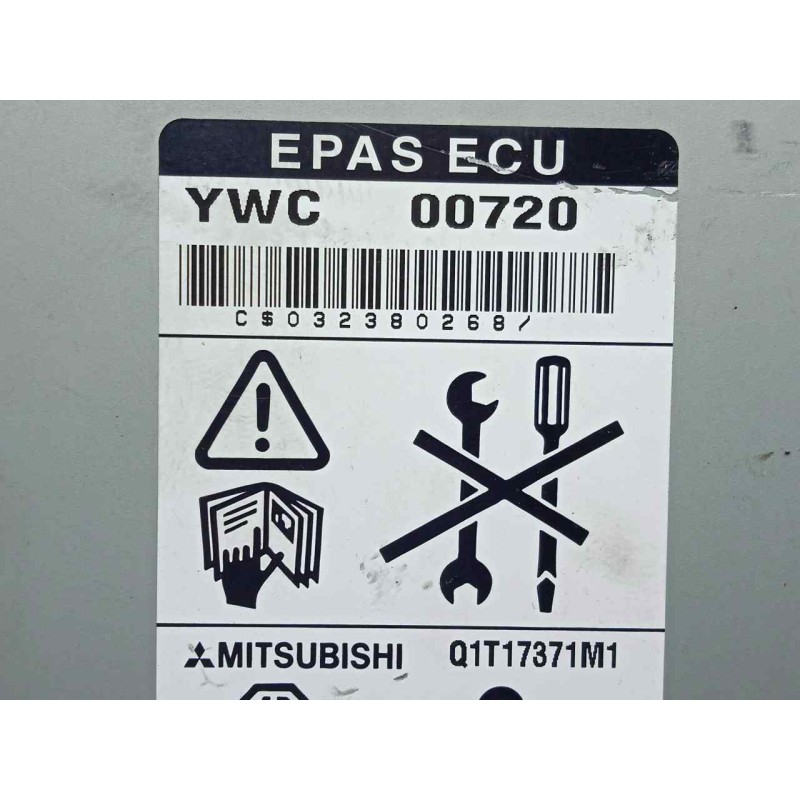 EPAS ECU
YWC 00720
C$032380268/
MITSUBISHI Q1T17371M1